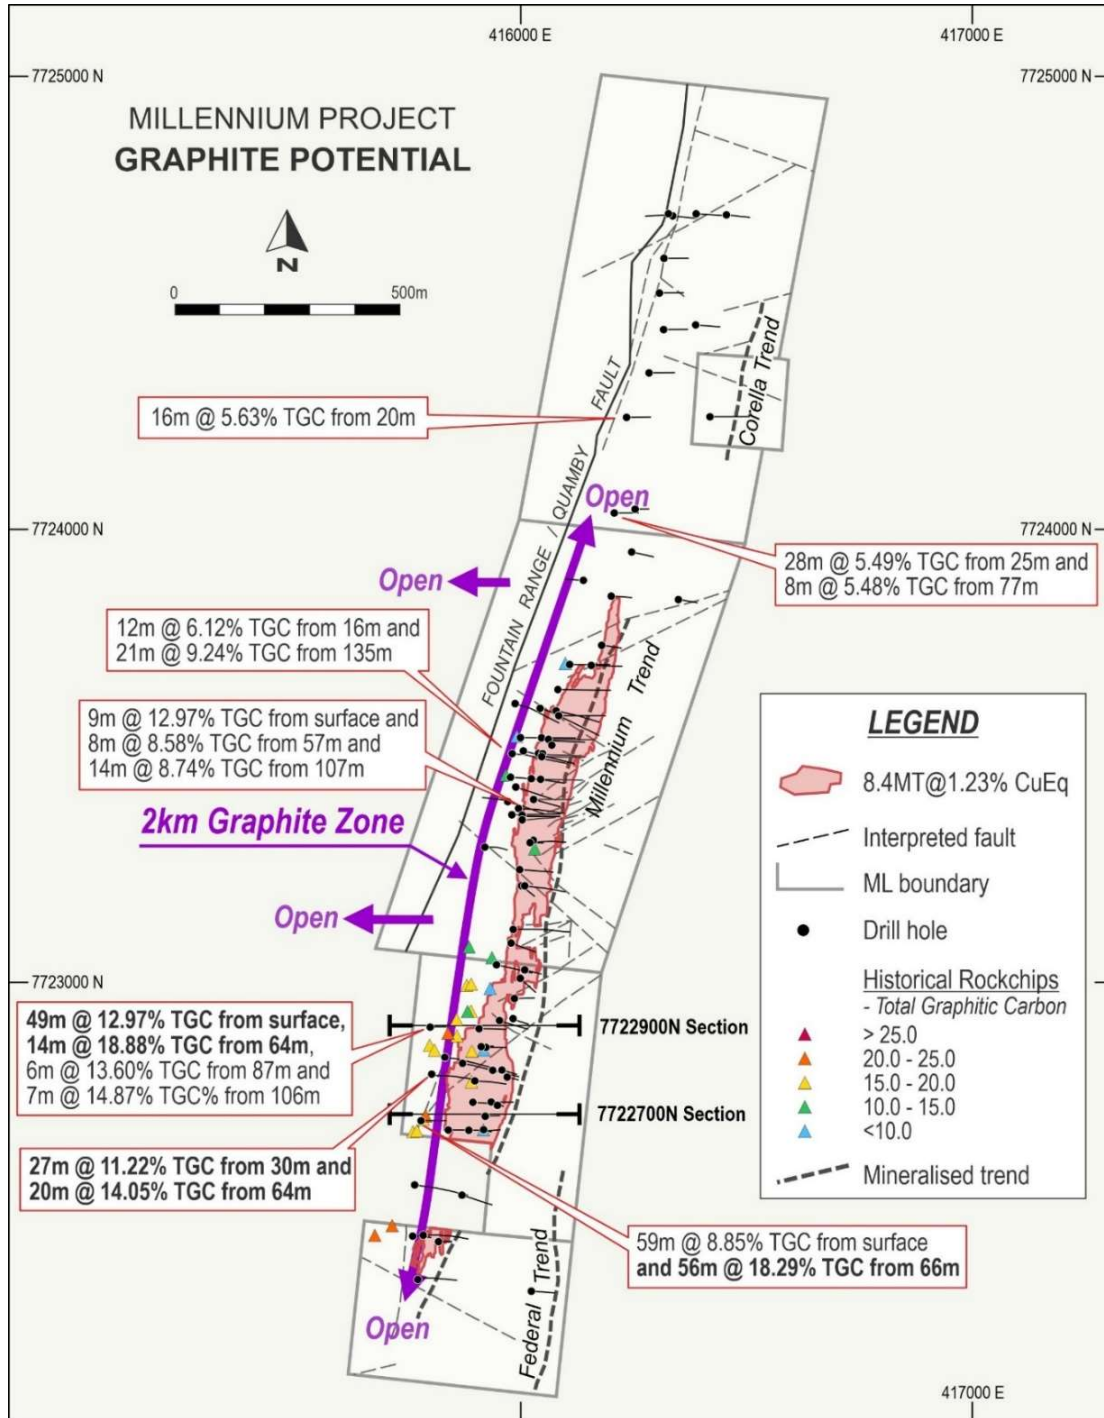 416000 E
417000 E
7725000 N
7725000 N
MILLENNIUM PROJECT
GRAPHITE POTENTIAL
N
0
500m
Corella Trend
16m @ 5.63% TGC from 20m
FOUNTAIN RANGE / QUAMBY FAULT
Open
7724000 N
7724000 N
28m @ 5.49% TGC from 25m and
8m @ 5.48% TGC from 77m
Open
12m @ 6.12% TGC from 16m and
21m @ 9.24% TGC from 135m
Millennium Trend
9m @ 12.97% TGC from surface and
8m @ 8.58% TGC from 57m and
14m @ 8.74% TGC from 107m
2km Graphite Zone
Open
LEGEND
8.4MT@1.23% CuEq
Interpreted fault
ML boundary
Drill hole
Historical Rockchips
- Total Graphitic Carbon
> 25.0
20.0 - 25.0
15.0 - 20.0
10.0 - 15.0
<10.0
Mineralised trend
7723000 N
49m @ 12.97% TGC from surface,
14m @ 18.88% TGC from 64m,
6m @ 13.60% TGC from 87m and
7m @ 14.87% TGC% from 106m
7722900N Section
7722700N Section
27m @ 11.22% TGC from 30m and
20m @ 14.05% TGC from 64m
59m @ 8.85% TGC from surface
and 56m @ 18.29% TGC from 66m
Federal Trend
Open
417000 E